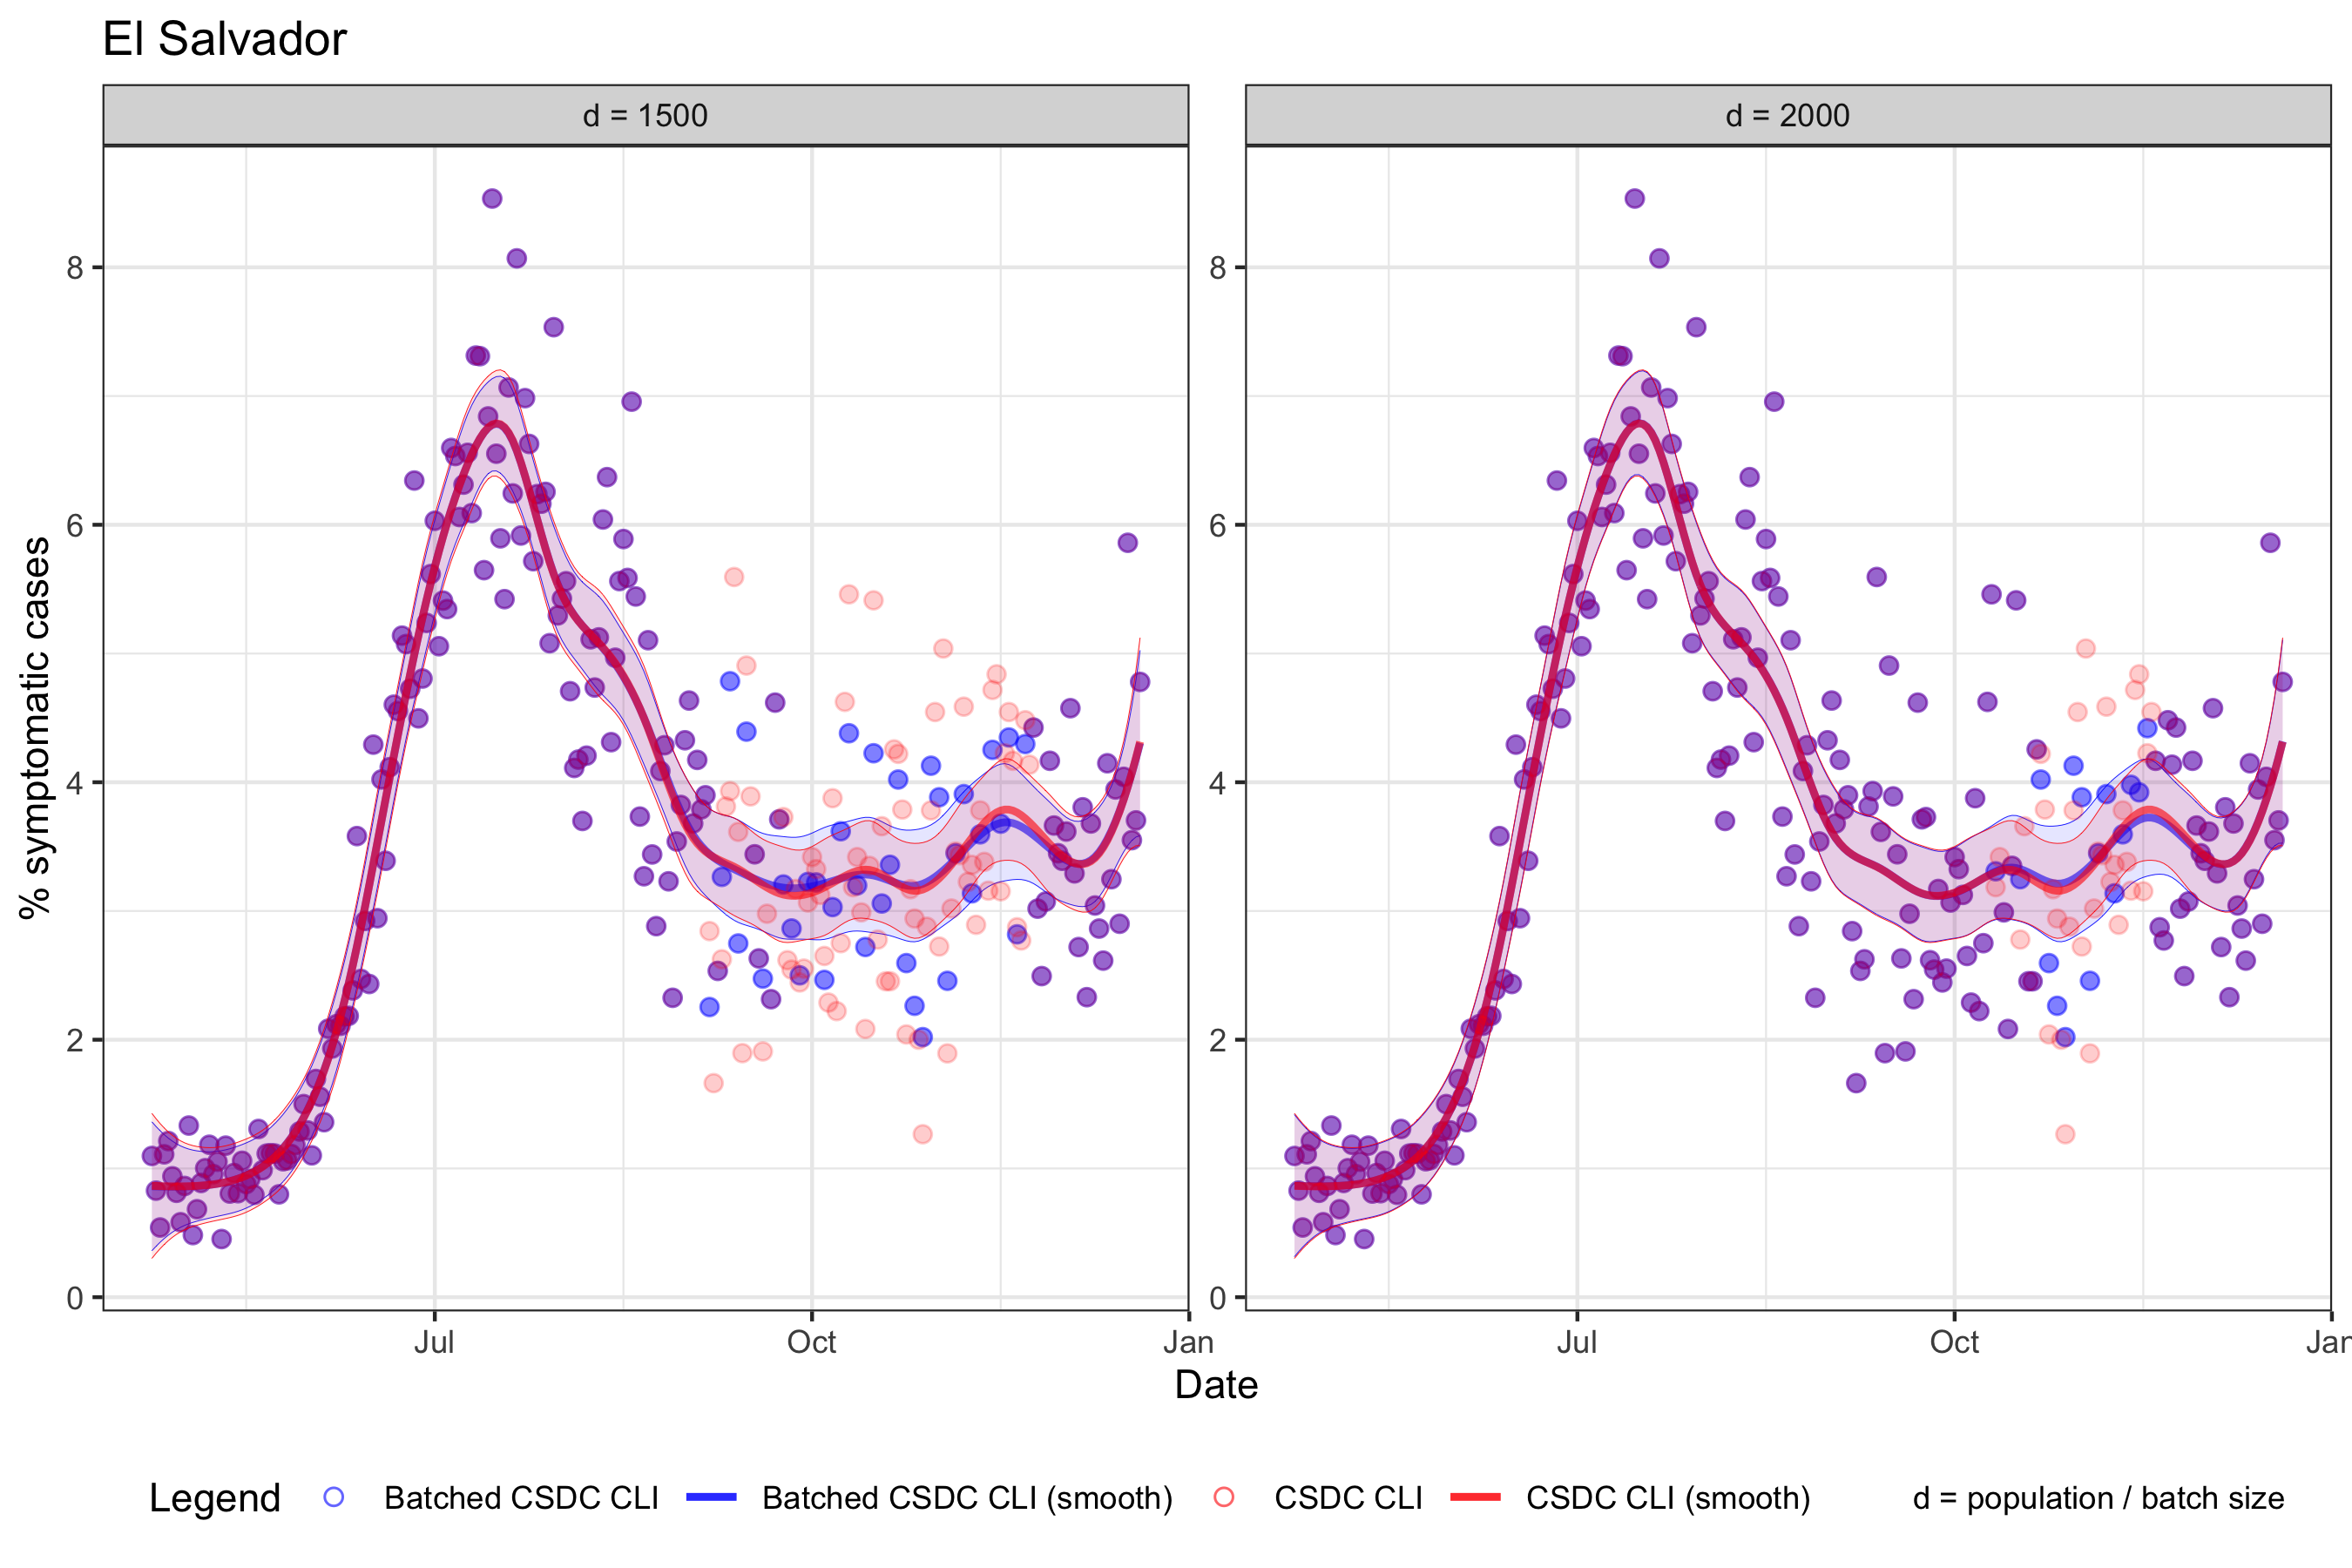 El Salvador
d = 1500
d = 2000
% symptomatic cases
8
6
4
2
0
8
6
4
2
0
Jul
Oct
Jan
Jul
Oct
Jan
Date
Legend
Batched CSDC CLI
Batched CSDC CLI (smooth)
CSDC CLI
CSDC CLI (smooth)
d = population / batch size